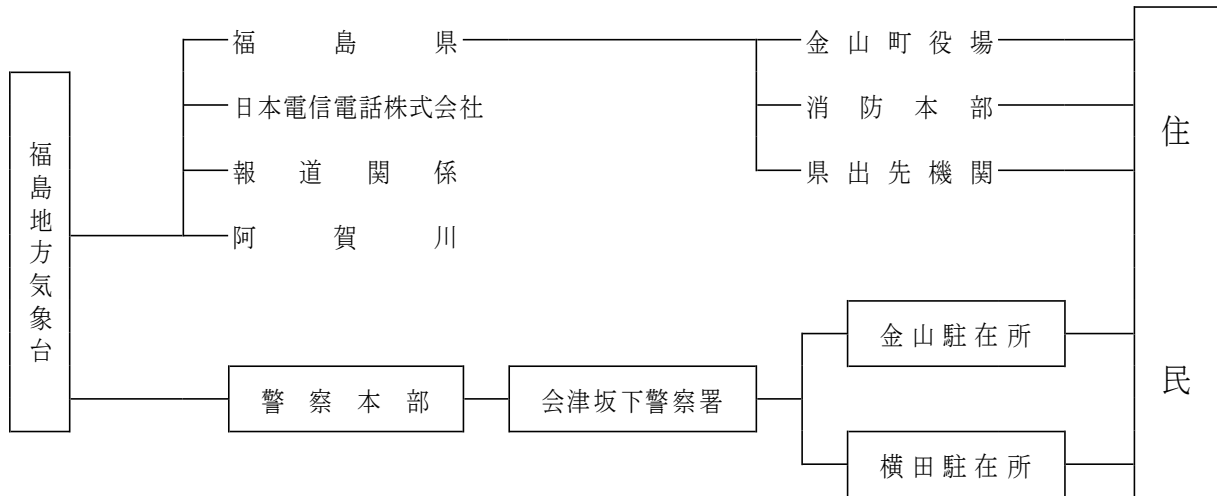 福島県
金山町役場
日本電信電話株式会社
消防本部
報道関係
県出先機関
阿賀川
福島地方気象台
住民
金山駐在所
警察本部
会津坂下警察署
横田駐在所